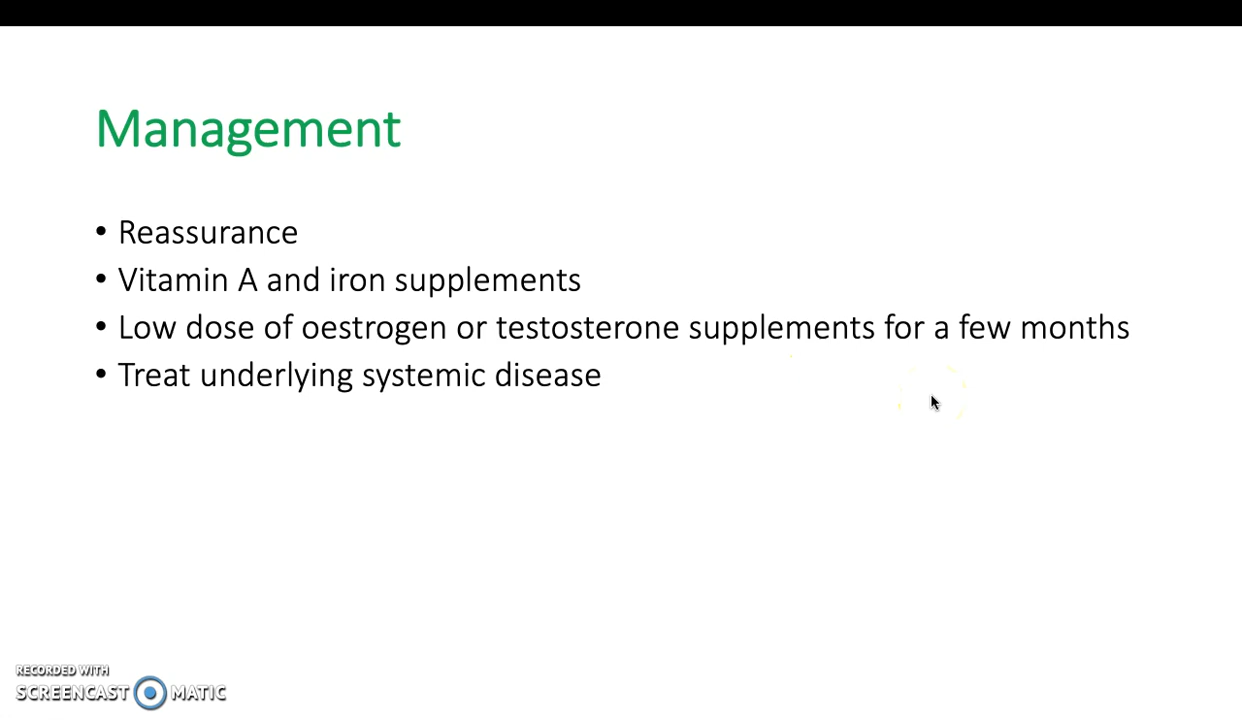 Management
• Reassurance
• Vitamin A and iron supplements
• Low dose of oestrogen or testosterone supplements for a few months
• Treat underlying systemic disease
RECORDED WITH
SCREENCAST MATIC